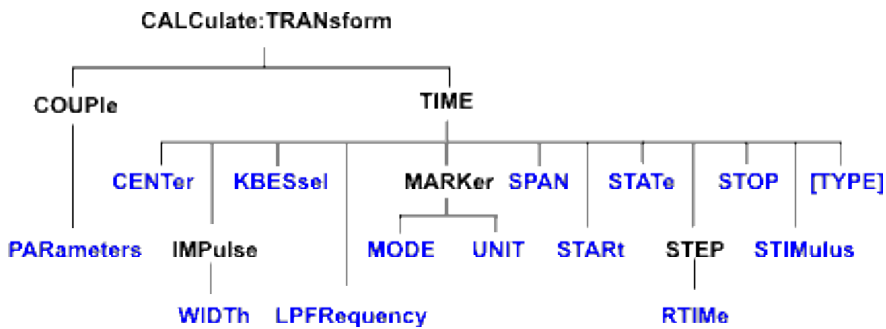 CALCulate:TRANsform
COUPle TIME
CENTer KBESsel MARKer SPAN STATe STOP [TYPE]
PARameters IMPulse MODE UNIT STARt STEP STIMulus
WIDTh LPFRequency RTIMe